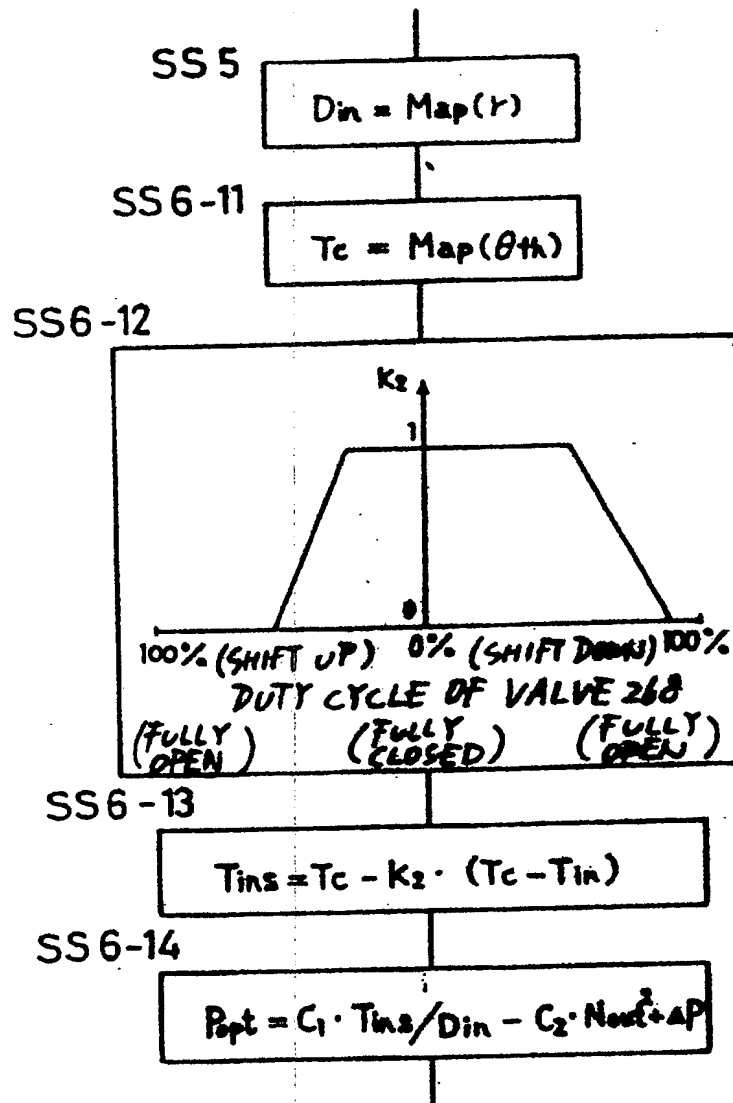 SS 5
Din = Map(r)
SS6-11
Tc = Map(θth)
SS6-12
K2
1
0
100% (SHIFT UP) 0% (SHIFT DOWN) 100%
DUTY CYCLE OF VALVE 268
(FULLY OPEN) (FULLY CLOSED) (FULLY OPEN)
SS6-13
Tins = Tc - K2 · (Tc - Tin)
SS6-14
Popt = C1 · Tins/Din - C2 · Nout² + ΔP